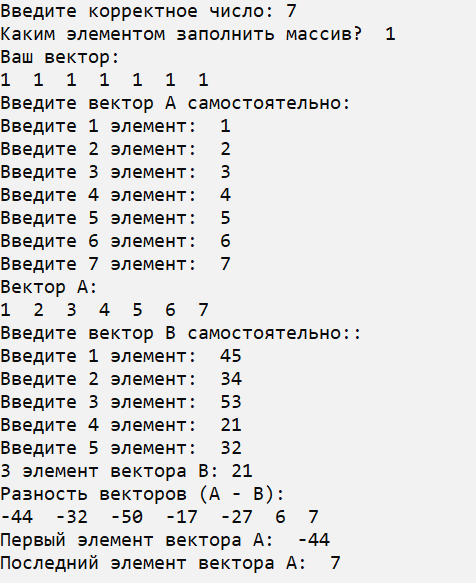 Введите корректное число: 7
Каким элементом заполнить массив?  1
Ваш вектор:
1  1  1  1  1  1  1
Введите вектор А самостоятельно:
Введите 1 элемент:  1
Введите 2 элемент:  2
Введите 3 элемент:  3
Введите 4 элемент:  4
Введите 5 элемент:  5
Введите 6 элемент:  6
Введите 7 элемент:  7
Вектор А:
1  2  3  4  5  6  7
Введите вектор В самостоятельно::
Введите 1 элемент:  45
Введите 2 элемент:  34
Введите 3 элемент:  53
Введите 4 элемент:  21
Введите 5 элемент:  32
3 элемент вектора В: 21
Разность векторов (А - В):
-44  -32  -50  -17  -27  6  7
Первый элемент вектора А:  -44
Последний элемент вектора А:  7